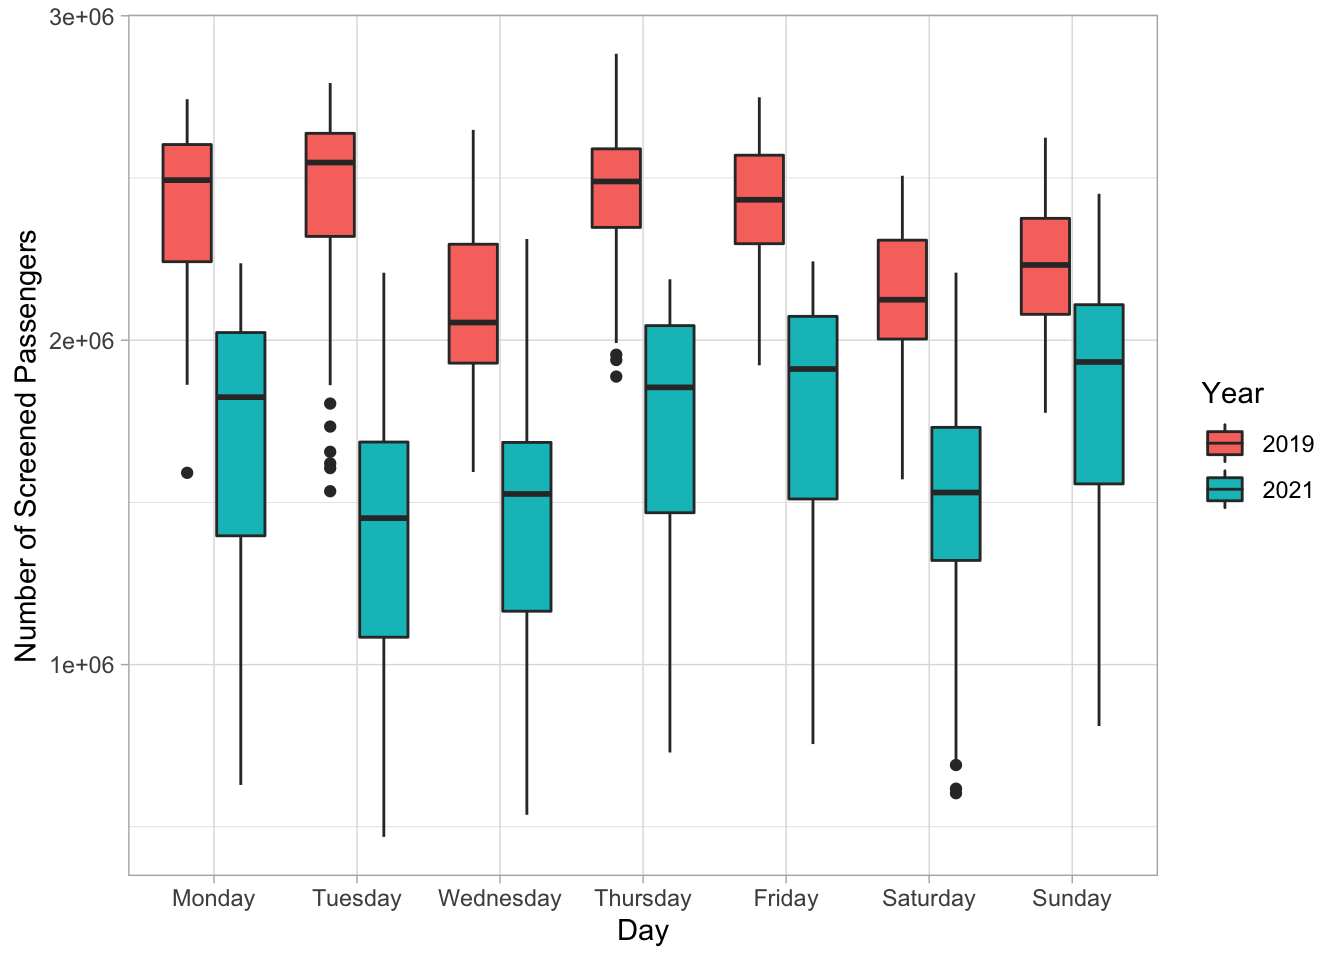 3e+06
2e+06
1e+06
Number of Screened Passengers
Monday Tuesday Wednesday Thursday Friday Saturday Sunday
Day
Year
2019
2021